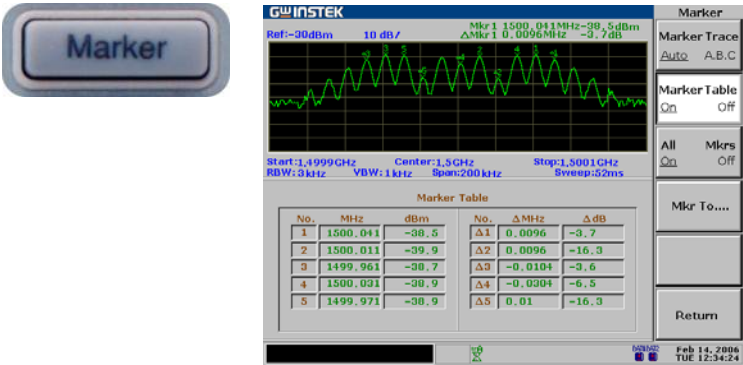 Marker
GWINSTEK
Ref:-30dBm 10 dB/ Mkr1 1500.041MHz-38.5dBm
ΔMkr1 0.0096MHz -3.7dB
Start:1.4999GHz Center:1.5GHz Stop:1.5001GHz
RBW:3kHz VBW:1kHz Span:200kHz Sweep:52ms
Marker Table
No. MHz dBm No. ΔMHz ΔdB
1 1500.041 -38.5 Δ1 0.0096 -3.7
2 1500.011 -39.9 Δ2 0.0096 -16.3
3 1499.961 -38.7 Δ3 -0.0104 -3.6
4 1500.031 -38.9 Δ4 -0.0304 -6.5
5 1499.971 -38.9 Δ5 0.01 -16.3
Marker
Marker Trace
Auto A.B.C
Marker Table
On Off
All Mkrs
On Off
Mkr To....
Return
Feb 14, 2006
TUE 12:34:24